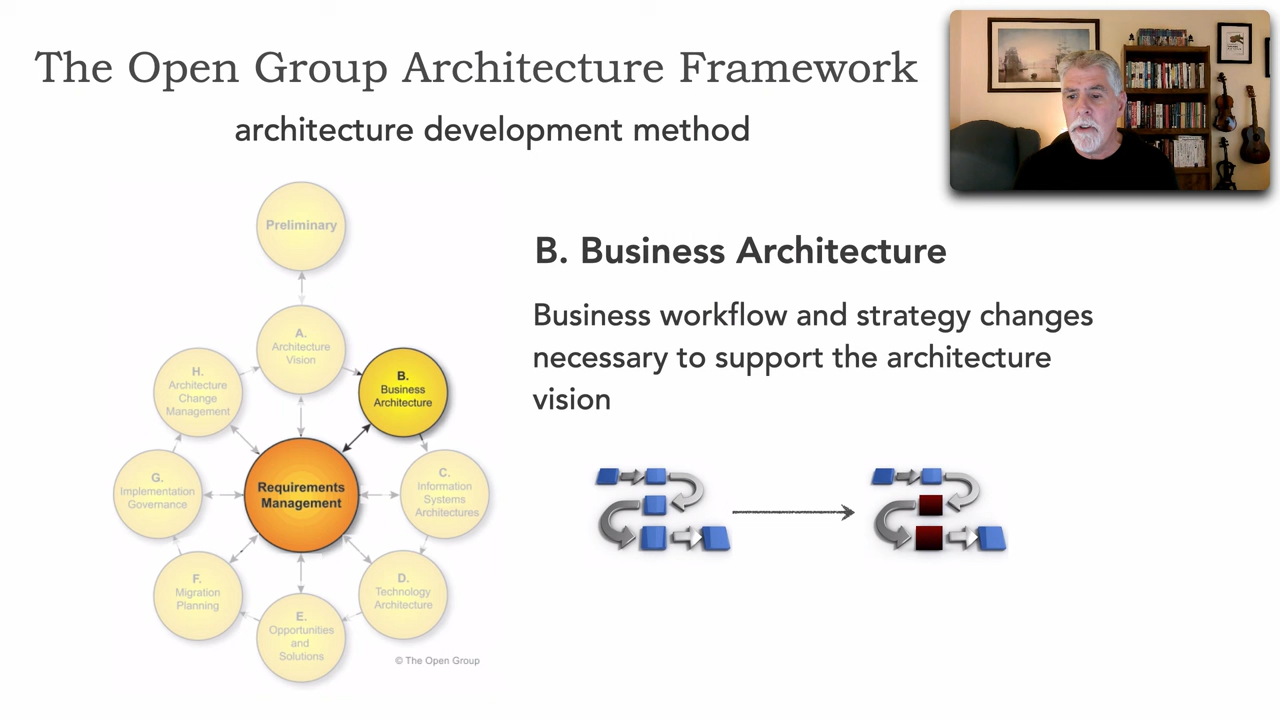 The Open Group Architecture Framework
architecture development method
Preliminary
A.
Architecture
Vision
B.
Business
Architecture
C.
Information
Systems
Architectures
D.
Technology
Architecture
E.
Opportunities
and
Solutions
F.
Migration
Planning
G.
Implementation
Governance
H.
Architecture
Change
Management
Requirements
Management
© The Open Group
B. Business Architecture
Business workflow and strategy changes
necessary to support the architecture
vision